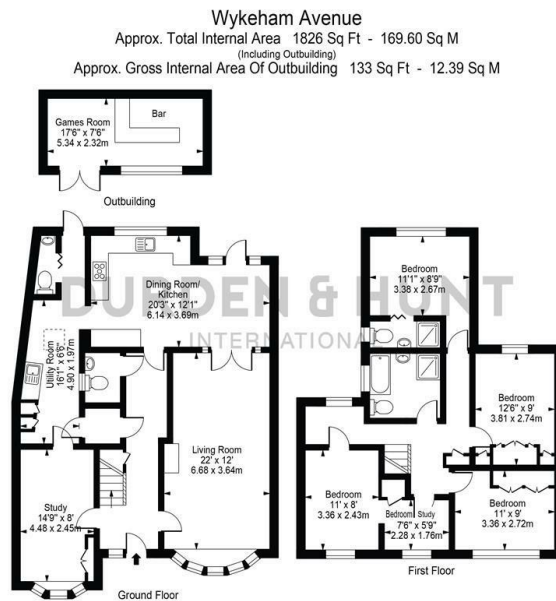 Wykeham Avenue
Approx. Total Internal Area 1826 Sq Ft - 169.60 Sq M
(Including Outbuilding)
Approx. Gross Internal Area Of Outbuilding 133 Sq Ft - 12.39 Sq M
Games Room
17'6" x 7'6"
5.34 x 2.32m
Bar
Outbuilding
Dining Room/
Kitchen
20'3" x 12'1"
6.14 x 3.69m
Utility Room
16'1" x 6'6"
4.90 x 1.97m
Living Room
22' x 12'
6.68 x 3.64m
Study
14'9" x 8'
4.48 x 2.45m
Ground Floor
Bedroom
11'1" x 8'9"
3.38 x 2.67m
Bedroom
12'6" x 9'
3.81 x 2.74m
Bedroom
11' x 8'
3.36 x 2.43m
Bedroom/Study
7'6" x 5'9"
2.28 x 1.76m
Bedroom
11' x 9'
3.36 x 2.72m
First Floor
DURDEN & HUNT
INTERNATIONAL